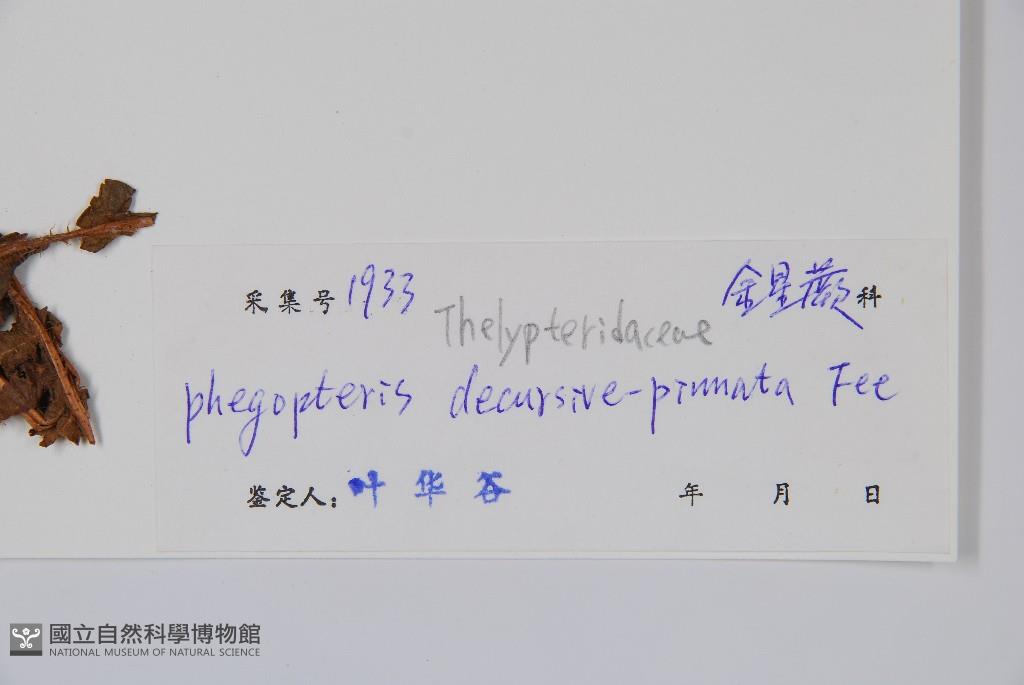 采集号 1933 金星蕨科
Thelypteridaceae
phegopteris decursive-pinnata Fee
鉴定人: 叶华谷 年 月 日
國立自然科學博物館
NATIONAL MUSEUM OF NATURAL SCIENCE